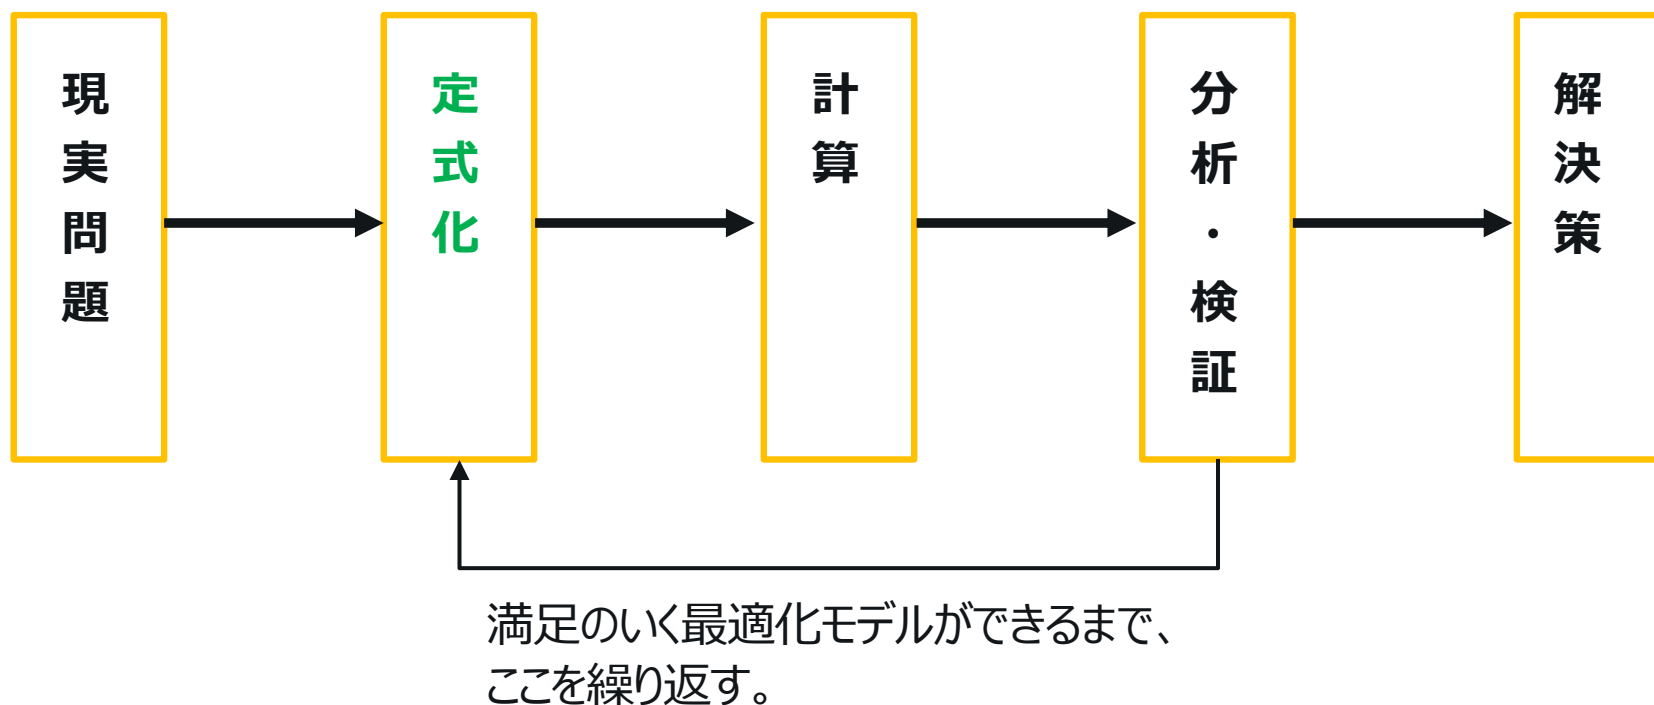 現実問題
定式化
計算
分析・検証
解決策
満足のいく最適化モデルができるまで、
ここを繰り返す。